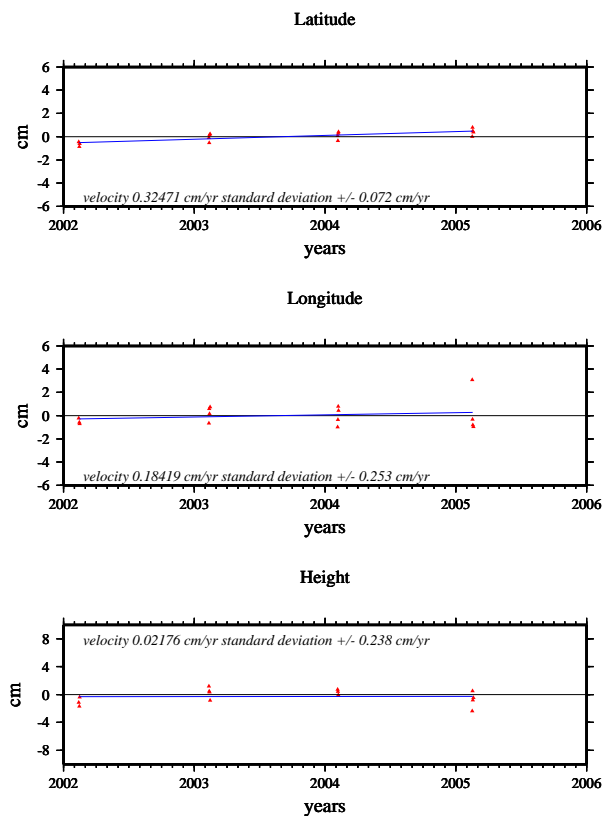 Latitude
6
4
2
0
-2
-4
-6
cm
velocity 0.32471 cm/yr standard deviation +/- 0.072 cm/yr
2002 2003 2004 2005 2006
years
Longitude
6
4
2
0
-2
-4
-6
cm
velocity 0.18419 cm/yr standard deviation +/- 0.253 cm/yr
2002 2003 2004 2005 2006
years
Height
velocity 0.02176 cm/yr standard deviation +/- 0.238 cm/yr
8
4
0
-4
-8
cm
2002 2003 2004 2005 2006
years